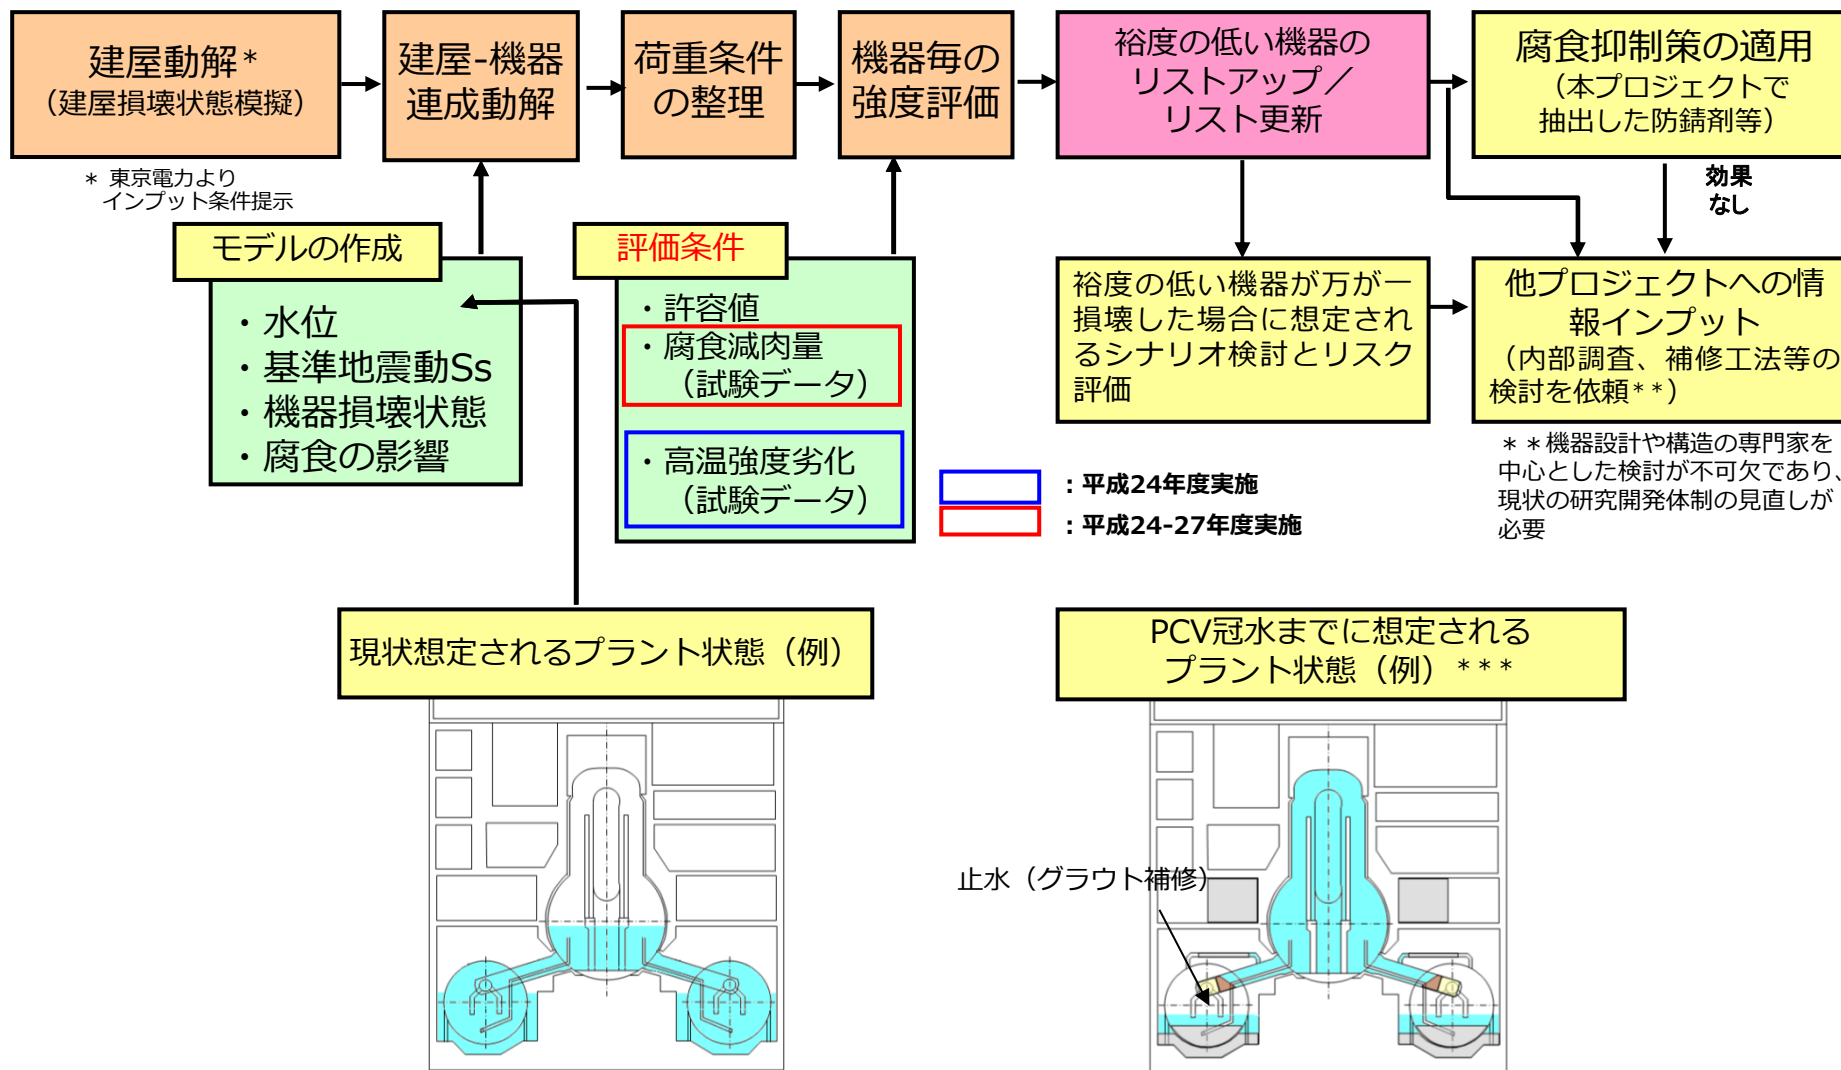 建屋動解*
（建屋損壊状態模擬）
建屋-機器
連成動解
荷重条件
の整理
機器毎の
強度評価
裕度の低い機器の
リストアップ／
リスト更新
腐食抑制策の適用
（本プロジェクトで
抽出した防錆剤等）
* 東京電力より
インプット条件提示
効果
なし
モデルの作成
・水位
・基準地震動Ss
・機器損壊状態
・腐食の影響
評価条件
・許容値
・腐食減肉量
（試験データ）
・高温強度劣化
（試験データ）
裕度の低い機器が万が一
損壊した場合に想定され
るシナリオ検討とリスク
評価
他プロジェクトへの情
報インプット
（内部調査、補修工法等の
検討を依頼**）
：平成24年度実施
：平成24-27年度実施
**機器設計や構造の専門家を
中心とした検討が不可欠であり、
現状の研究開発体制の見直しが
必要
現状想定されるプラント状態（例）
PCV冠水までに想定される
プラント状態（例）***
止水（グラウト補修）